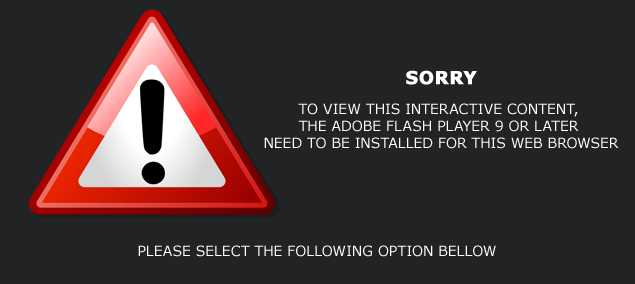 SORRY
TO VIEW THIS INTERACTIVE CONTENT,
THE ADOBE FLASH PLAYER 9 OR LATER
NEED TO BE INSTALLED FOR THIS WEB BROWSER
PLEASE SELECT THE FOLLOWING OPTION BELLOW